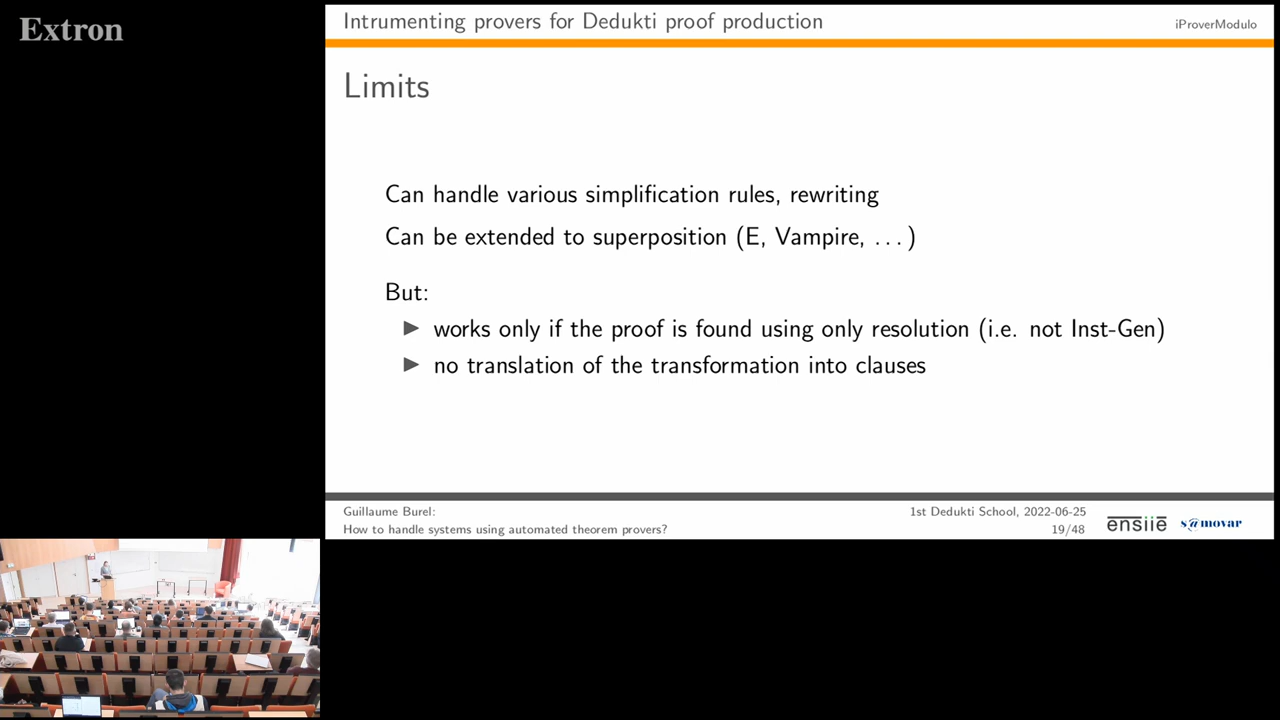 Extron
Intrumenting provers for Dedukti proof production
iProverModulo
Limits
Can handle various simplification rules, rewriting
Can be extended to superposition (E, Vampire, ...)
But:
▶ works only if the proof is found using only resolution (i.e. not Inst-Gen)
▶ no translation of the transformation into clauses
Guillaume Burel:
How to handle systems using automated theorem provers?
1st Dedukti School, 2022-06-25
19/48
ensiie
s@movar